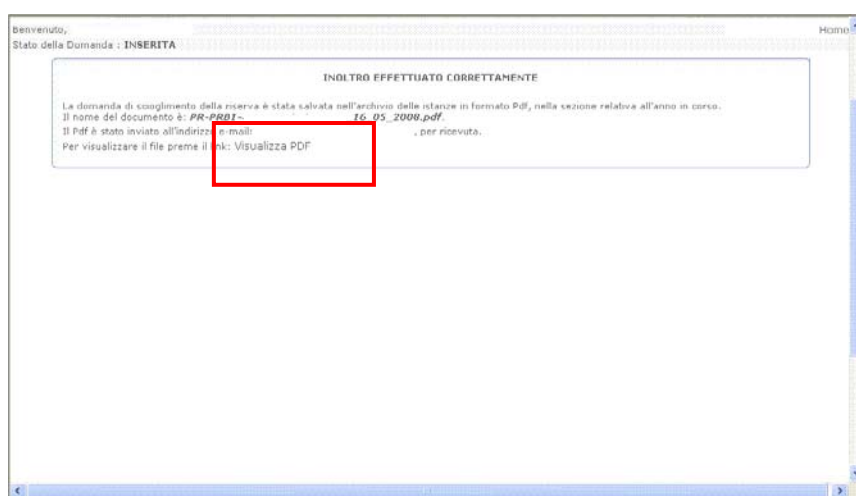 Benvenuto,
Home
Stato della Domanda : INSERITA
INOLTRO EFFETTUATO CORRETTAMENTE
La domanda di scioglimento della riserva è stata salvata nell'archivio delle istanze in formato Pdf, nella sezione relativa all'anno in corso.
Il nome del documento è: PR-PRB1- 16_05_2008.pdf.
Il Pdf è stato inviato all'indirizzo e-mail: , per ricevuta.
Per visualizzare il file preme il link: Visualizza PDF